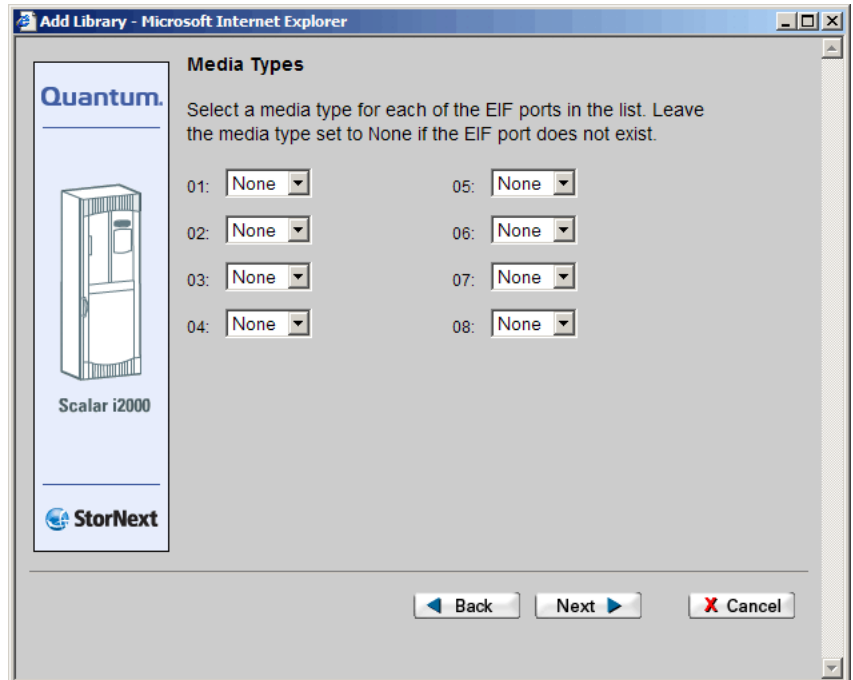 Add Library - Microsoft Internet Explorer
Media Types
Quantum.
Select a media type for each of the EIF ports in the list. Leave
the media type set to None if the EIF port does not exist.
01: None
05: None
02: None
06: None
03: None
07: None
04: None
08: None
Scalar i2000
StorNext
Back
Next
X Cancel